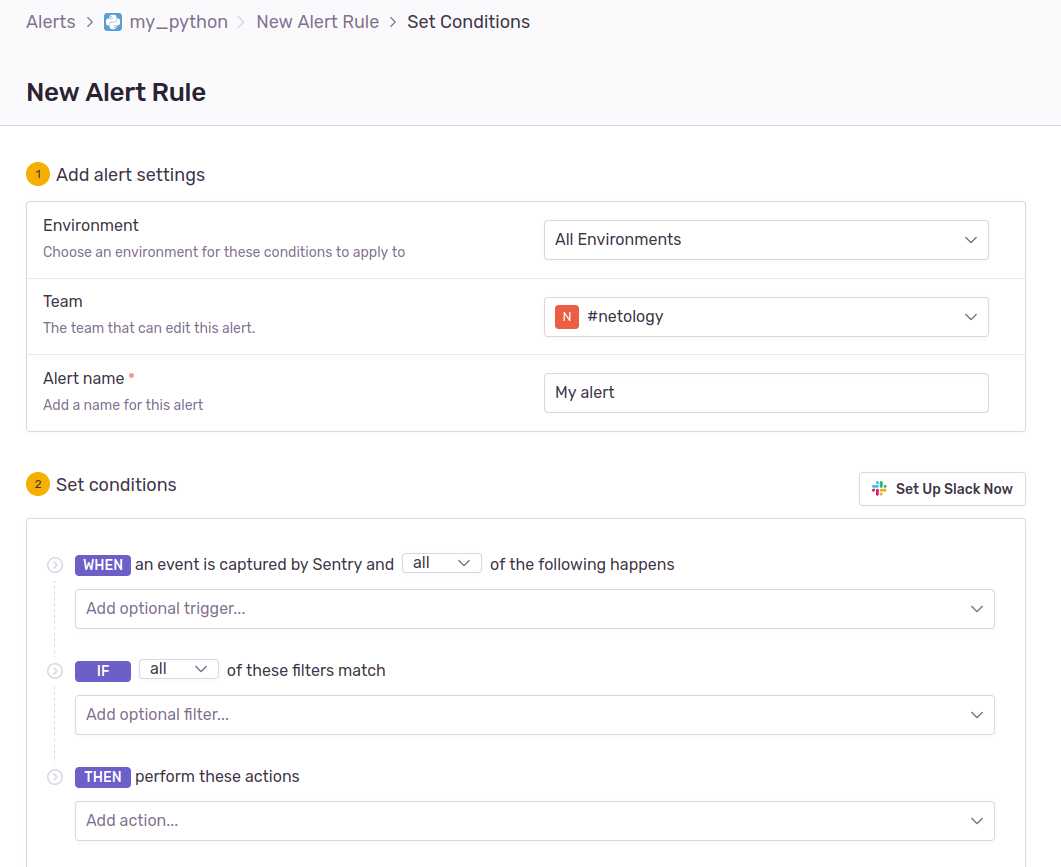 Alerts > my_python > New Alert Rule > Set Conditions
New Alert Rule
1 Add alert settings
Environment
Choose an environment for these conditions to apply to
All Environments
Team
The team that can edit this alert.
N #netology
Alert name *
Add a name for this alert
My alert
2 Set conditions
Set Up Slack Now
WHEN an event is captured by Sentry and all of the following happens
Add optional trigger...
IF all of these filters match
Add optional filter...
THEN perform these actions
Add action...